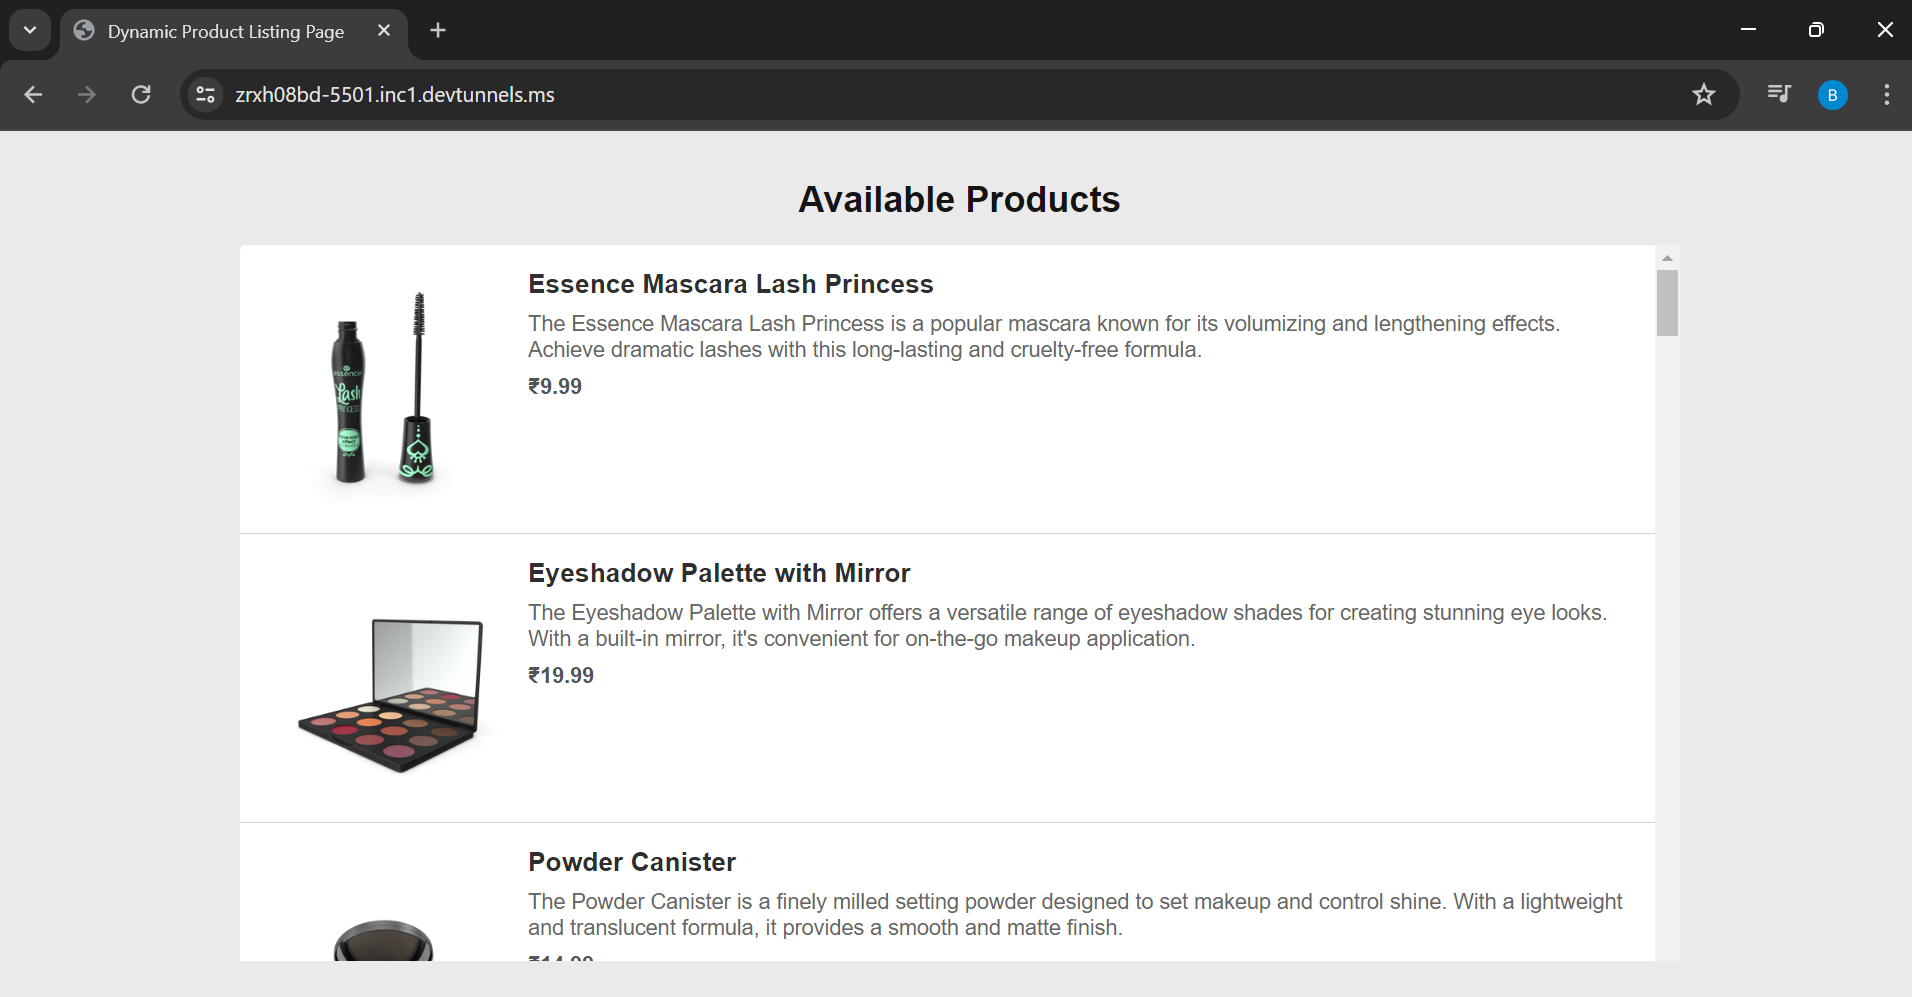 Dynamic Product Listing Page
zrxh08bd-5501.inc1.devtunnels.ms
B
Available Products
Essence Mascara Lash Princess
The Essence Mascara Lash Princess is a popular mascara known for its volumizing and lengthening effects.
Achieve dramatic lashes with this long-lasting and cruelty-free formula.
₹9.99
essence
Lash
PRINCESS
Eyeshadow Palette with Mirror
The Eyeshadow Palette with Mirror offers a versatile range of eyeshadow shades for creating stunning eye looks.
With a built-in mirror, it's convenient for on-the-go makeup application.
₹19.99
Powder Canister
The Powder Canister is a finely milled setting powder designed to set makeup and control shine. With a lightweight
and translucent formula, it provides a smooth and matte finish.
₹14.99